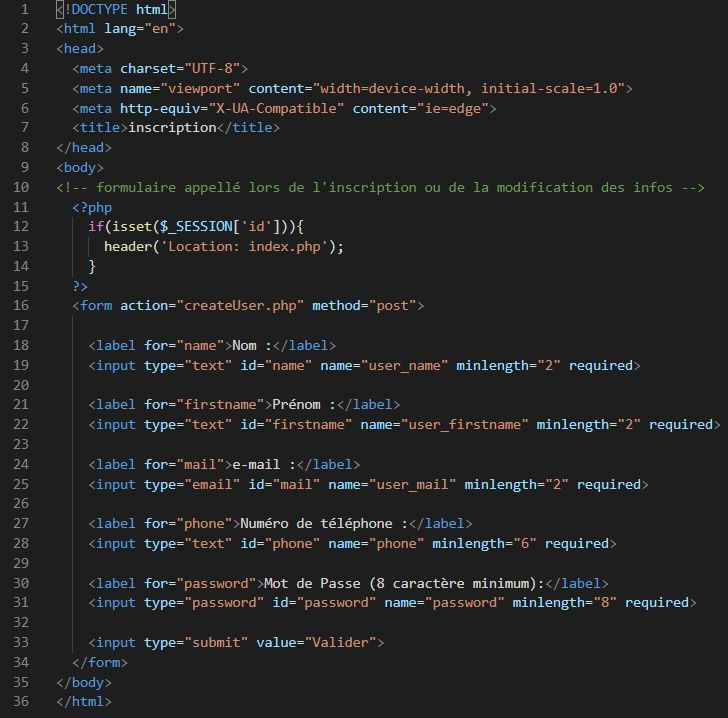 1 <!DOCTYPE html>
2 <html lang="en">
3 <head>
4 <meta charset="UTF-8">
5 <meta name="viewport" content="width=device-width, initial-scale=1.0">
6 <meta http-equiv="X-UA-Compatible" content="ie=edge">
7 <title>inscription</title>
8 </head>
9 <body>
10 <!-- formulaire appellé lors de l'inscription ou de la modification des infos -->
11 <?php
12 if(isset($_SESSION['id'])){
13 header('Location: index.php');
14 }
15 ?>
16 <form action="createUser.php" method="post">
17
18 <label for="name">Nom :</label>
19 <input type="text" id="name" name="user_name" minlength="2" required>
20
21 <label for="firstname">Prénom :</label>
22 <input type="text" id="firstname" name="user_firstname" minlength="2" required>
23
24 <label for="mail">e-mail :</label>
25 <input type="email" id="mail" name="user_mail" minlength="2" required>
26
27 <label for="phone">Numéro de téléphone :</label>
28 <input type="text" id="phone" name="phone" minlength="6" required>
29
30 <label for="password">Mot de Passe (8 caractère minimum):</label>
31 <input type="password" id="password" name="password" minlength="8" required>
32
33 <input type="submit" value="Valider">
34 </form>
35 </body>
36 </html>